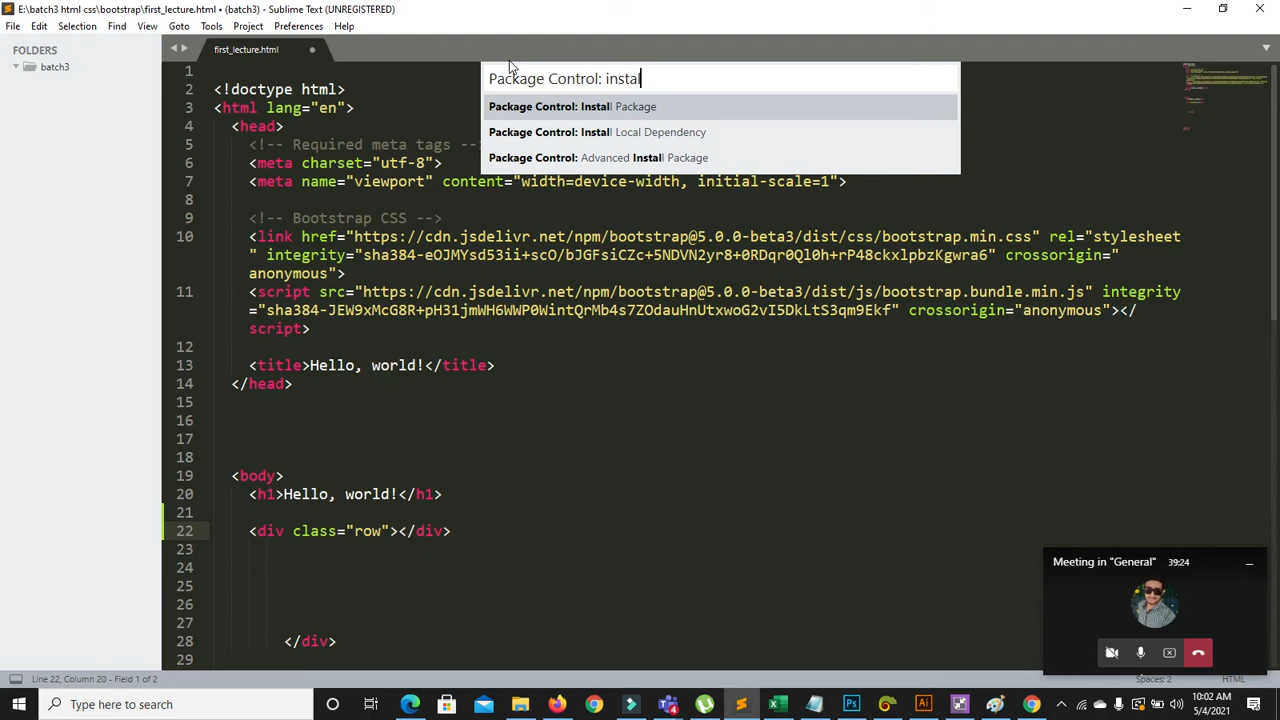 E:\batch3 html css\bootstrap\first_lecture.html • (batch3) - Sublime Text (UNREGISTERED)
File Edit Selection Find View Goto Tools Project Preferences Help
FOLDERS
batch3
first_lecture.html
Package Control: instal
Package Control: Install Package
Package Control: Install Local Dependency
Package Control: Advanced Install Package
1
2 <!doctype html>
3 <html lang="en">
4 <head>
5 <!-- Required meta tags -->
6 <meta charset="utf-8">
7 <meta name="viewport" content="width=device-width, initial-scale=1">
8
9 <!-- Bootstrap CSS -->
10 <link href="https://cdn.jsdelivr.net/npm/bootstrap@5.0.0-beta3/dist/css/bootstrap.min.css" rel="stylesheet
" integrity="sha384-eOJMYsd53ii+scO/bJGFsiCZc+5NDVN2yr8+0RDqr0Ql0h+rP48ckxlpbzKgwra6" crossorigin="
anonymous">
11 <script src="https://cdn.jsdelivr.net/npm/bootstrap@5.0.0-beta3/dist/js/bootstrap.bundle.min.js" integrity
="sha384-JEW9xMcG8R+pH31jmWH6WWP0WintQrMb4s7ZOdauHnUtxwoG2vI5DkLtS3qm9Ekf" crossorigin="anonymous"></
script>
12
13 <title>Hello, world!</title>
14 </head>
15
16
17
18
19 <body>
20 <h1>Hello, world!</h1>
21
22 <div class="row"></div>
23
24
25
26
27
28 </div>
29
Meeting in "General" 39:24
Line 22, Column 20 - Field 1 of 2
Spaces: 2
HTML
Type here to search
10:02 AM
5/4/2021